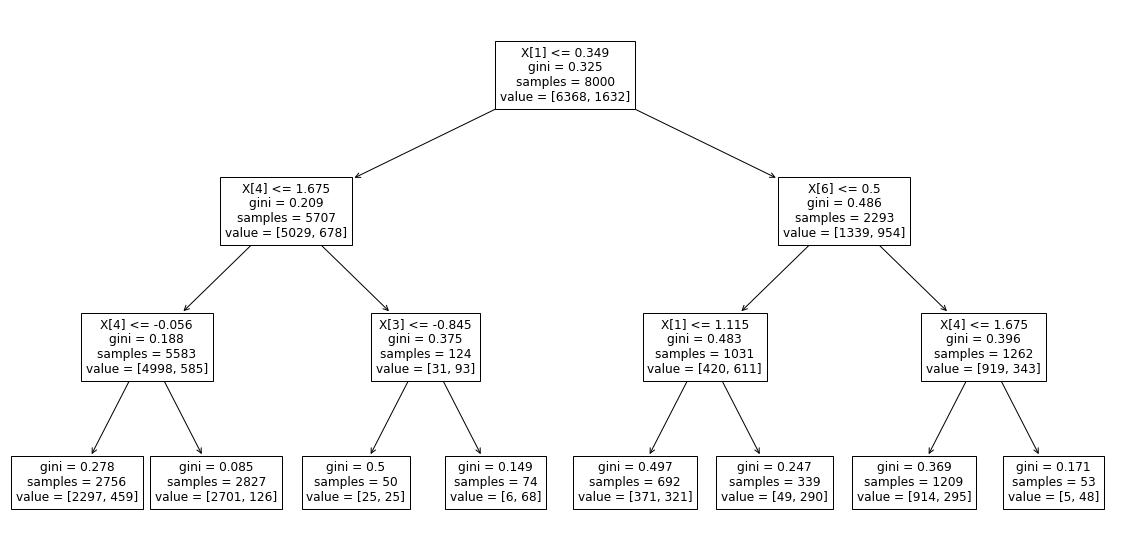 X[1] <= 0.349
gini = 0.325
samples = 8000
value = [6368, 1632]
X[4] <= 1.675
gini = 0.209
samples = 5707
value = [5029, 678]
X[6] <= 0.5
gini = 0.486
samples = 2293
value = [1339, 954]
X[4] <= -0.056
gini = 0.188
samples = 5583
value = [4998, 585]
X[3] <= -0.845
gini = 0.375
samples = 124
value = [31, 93]
X[1] <= 1.115
gini = 0.483
samples = 1031
value = [420, 611]
X[4] <= 1.675
gini = 0.396
samples = 1262
value = [919, 343]
gini = 0.278
samples = 2756
value = [2297, 459]
gini = 0.085
samples = 2827
value = [2701, 126]
gini = 0.5
samples = 50
value = [25, 25]
gini = 0.149
samples = 74
value = [6, 68]
gini = 0.497
samples = 692
value = [371, 321]
gini = 0.247
samples = 339
value = [49, 290]
gini = 0.369
samples = 1209
value = [914, 295]
gini = 0.171
samples = 53
value = [5, 48]